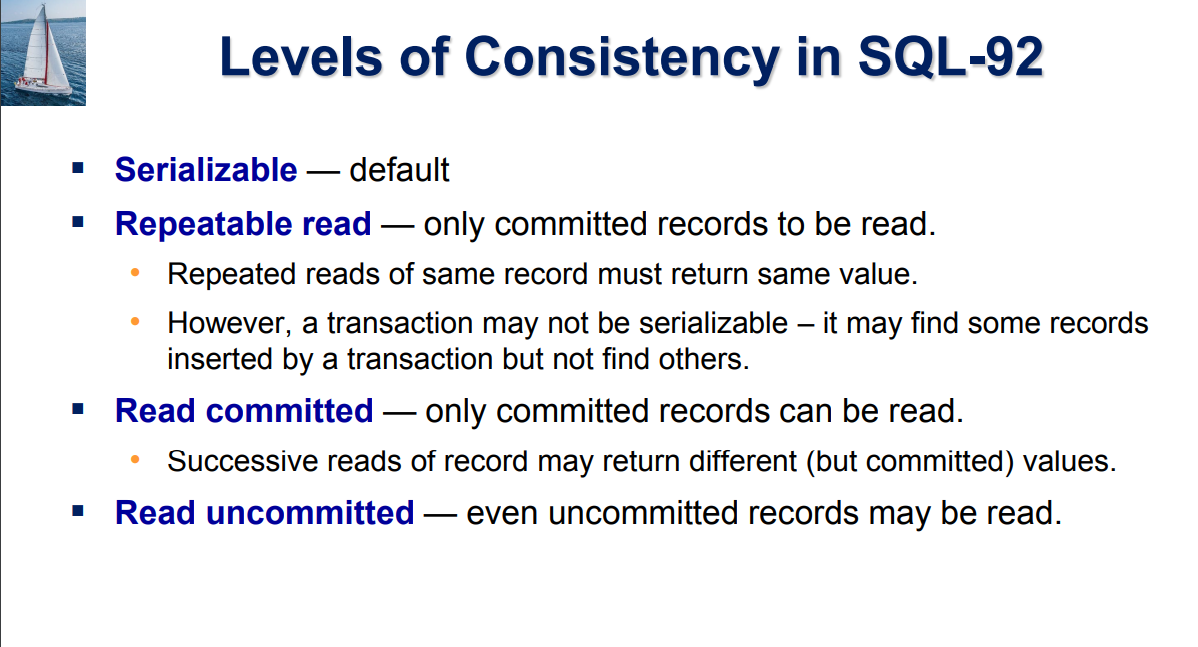 Levels of Consistency in SQL-92
▪ Serializable — default
▪ Repeatable read — only committed records to be read.
• Repeated reads of same record must return same value.
• However, a transaction may not be serializable – it may find some records
inserted by a transaction but not find others.
▪ Read committed — only committed records can be read.
• Successive reads of record may return different (but committed) values.
▪ Read uncommitted — even uncommitted records may be read.